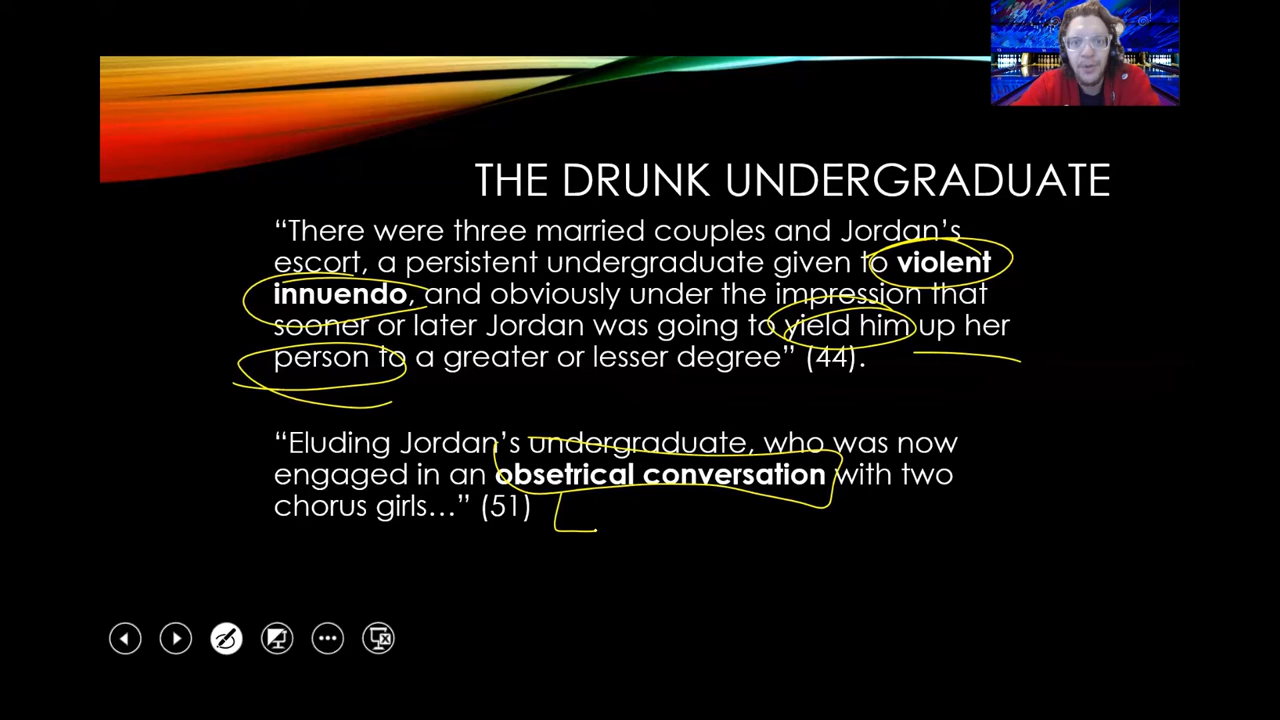 THE DRUNK UNDERGRADUATE
“There were three married couples and Jordan’s
escort, a persistent undergraduate given to violent
innuendo, and obviously under the impression that
sooner or later Jordan was going to yield him up her
person to a greater or lesser degree” (44).
“Eluding Jordan’s undergraduate, who was now
engaged in an obsetrical conversation with two
chorus girls…” (51)